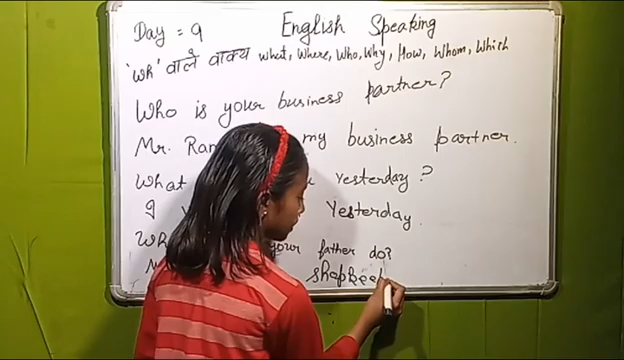 Day = 9 English Speaking
'Wh' वाले वाक्य What, Where, Who, Why, How, Whom, Which
Who is your business partner?
Mr. Ram my business partner.
What Yesterday?
I Yesterday.
your father do?
shapkee